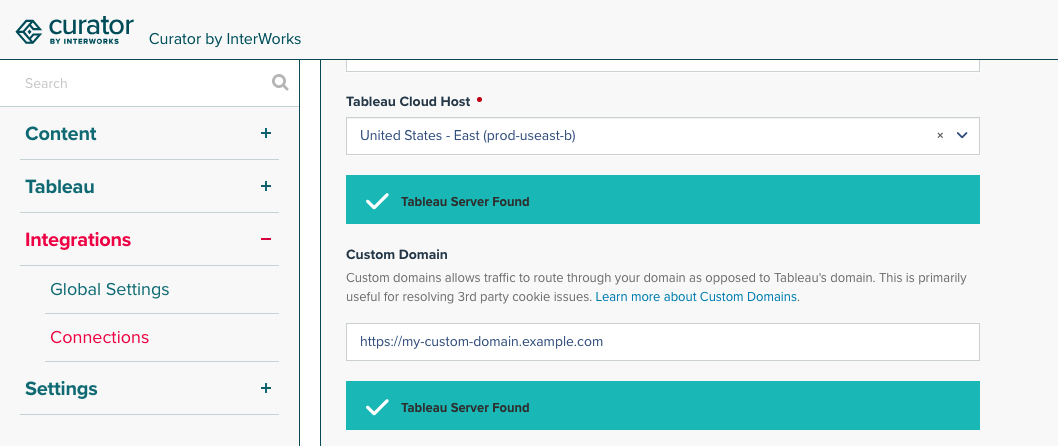 curator
BY INTERWORKS
Curator by InterWorks
Search
Content
Tableau
Integrations
Global Settings
Connections
Settings
Tableau Cloud Host
United States - East (prod-useast-b)
Tableau Server Found
Custom Domain
Custom domains allows traffic to route through your domain as opposed to Tableau's domain. This is primarily
useful for resolving 3rd party cookie issues. Learn more about Custom Domains.
https://my-custom-domain.example.com
Tableau Server Found